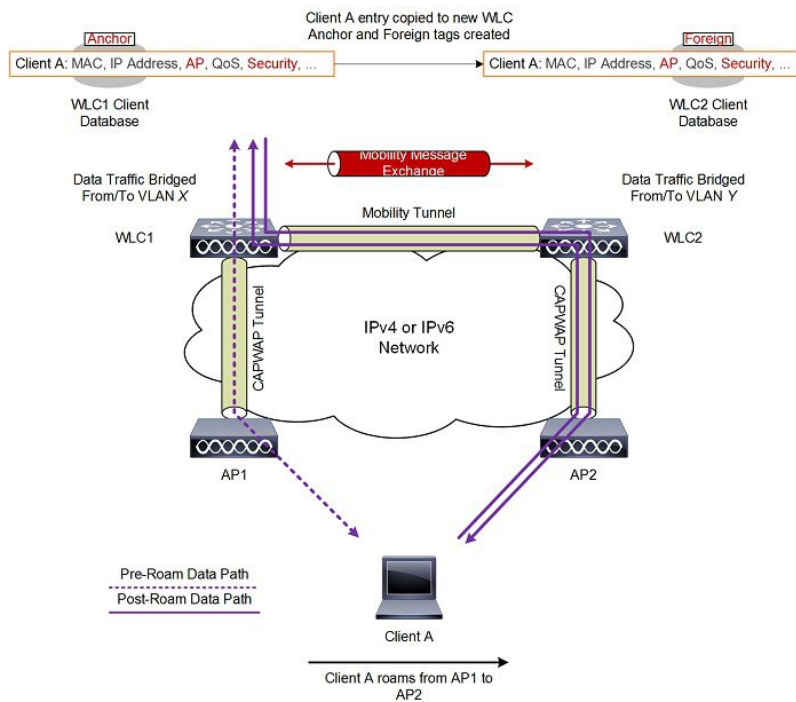 Client A entry copied to new WLC
Anchor and Foreign tags created
Anchor
Foreign
Client A: MAC, IP Address, AP, QoS, Security, ...
Client A: MAC, IP Address, AP, QoS, Security, ...
WLC1 Client
Database
WLC2 Client
Database
Mobility Message
Exchange
Data Traffic Bridged
From/To VLAN X
Data Traffic Bridged
From/To VLAN Y
Mobility Tunnel
WLC1
WLC2
CAPWAP Tunnel
IPv4 or IPv6
Network
CAPWAP Tunnel
AP1
AP2
Pre-Roam Data Path
Post-Roam Data Path
Client A
Client A roams from AP1 to
AP2